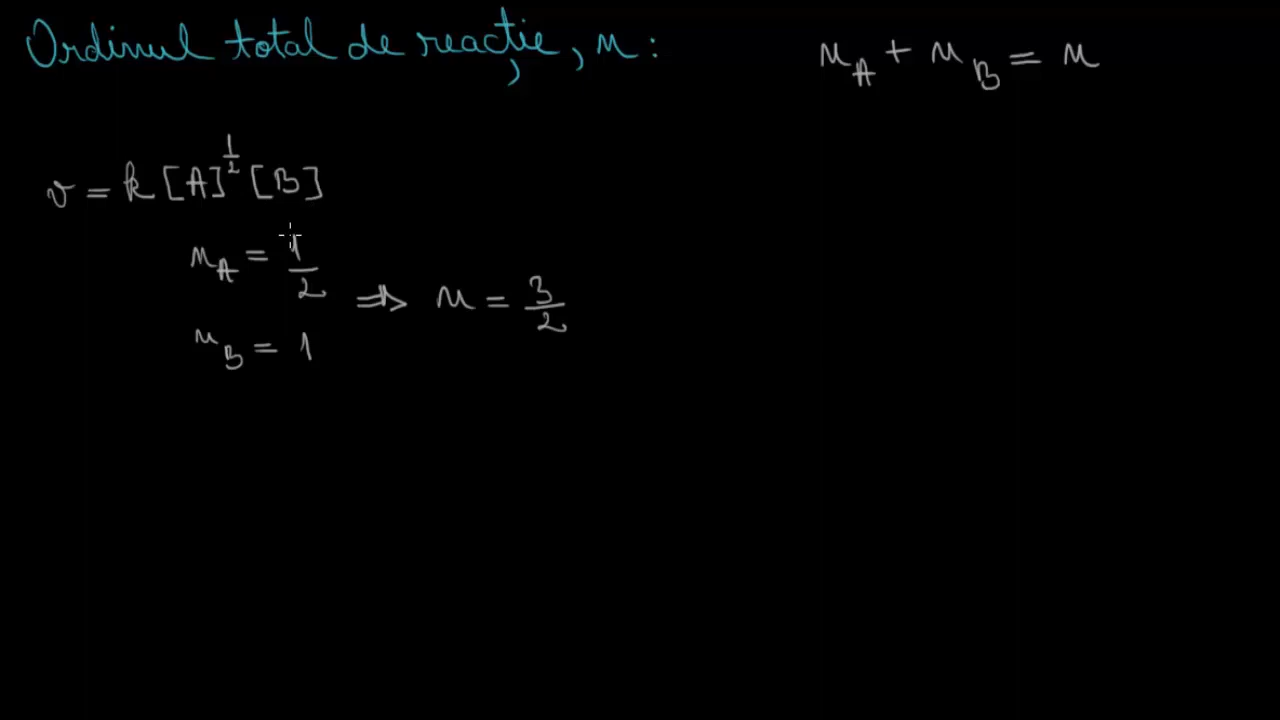 Ordinul total de reacție, n:
n_A + n_B = n
v = k [A]^{1/2} [B]
n_A = 1/2
⇒ n = 3/2
n_B = 1